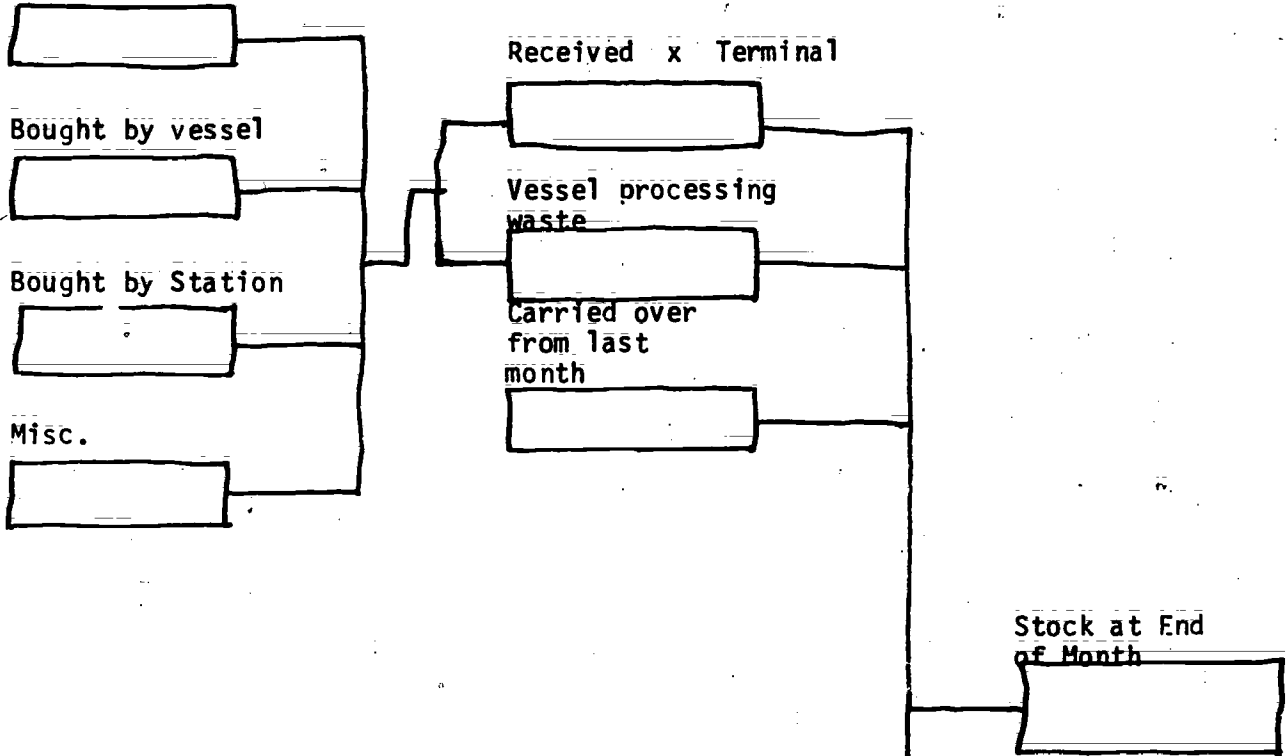 Bought by vessel
Bought by Station
Misc.
Received x Terminal
Vessel processing
waste
Carried over
from last
month
Stock at End
of Month